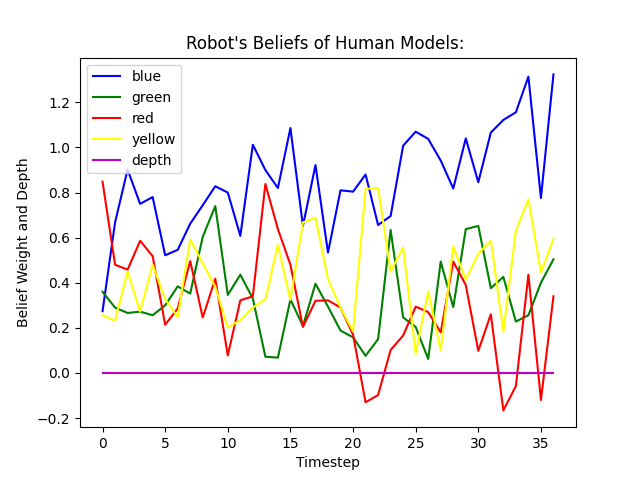 Robot's Beliefs of Human Models:
blue
green
red
yellow
depth
Belief Weight and Depth
1.2
1.0
0.8
0.6
0.4
0.2
0.0
−0.2
0 5 10 15 20 25 30 35
Timestep